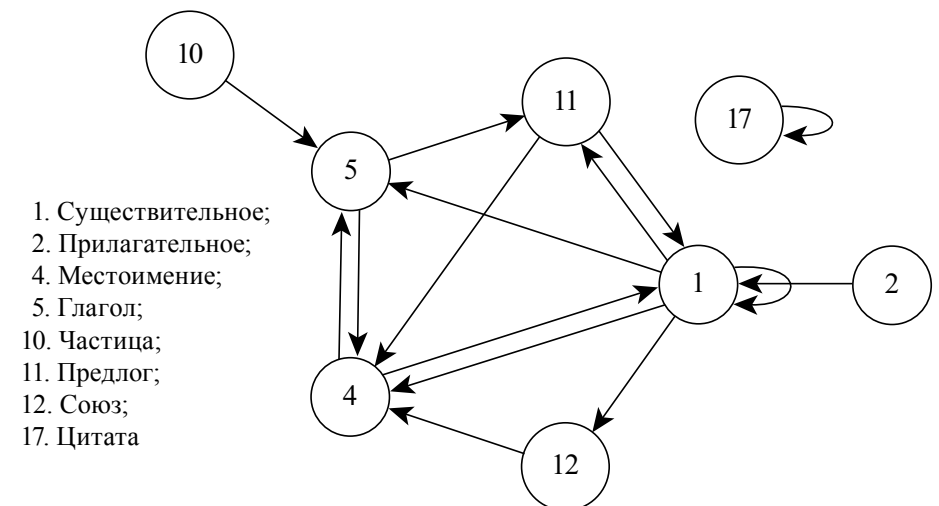 10
11
17
5
1. Существительное;
2. Прилагательное;
4. Местоимение;
5. Глагол;
10. Частица;
11. Предлог;
12. Союз;
17. Цитата
1
2
4
12